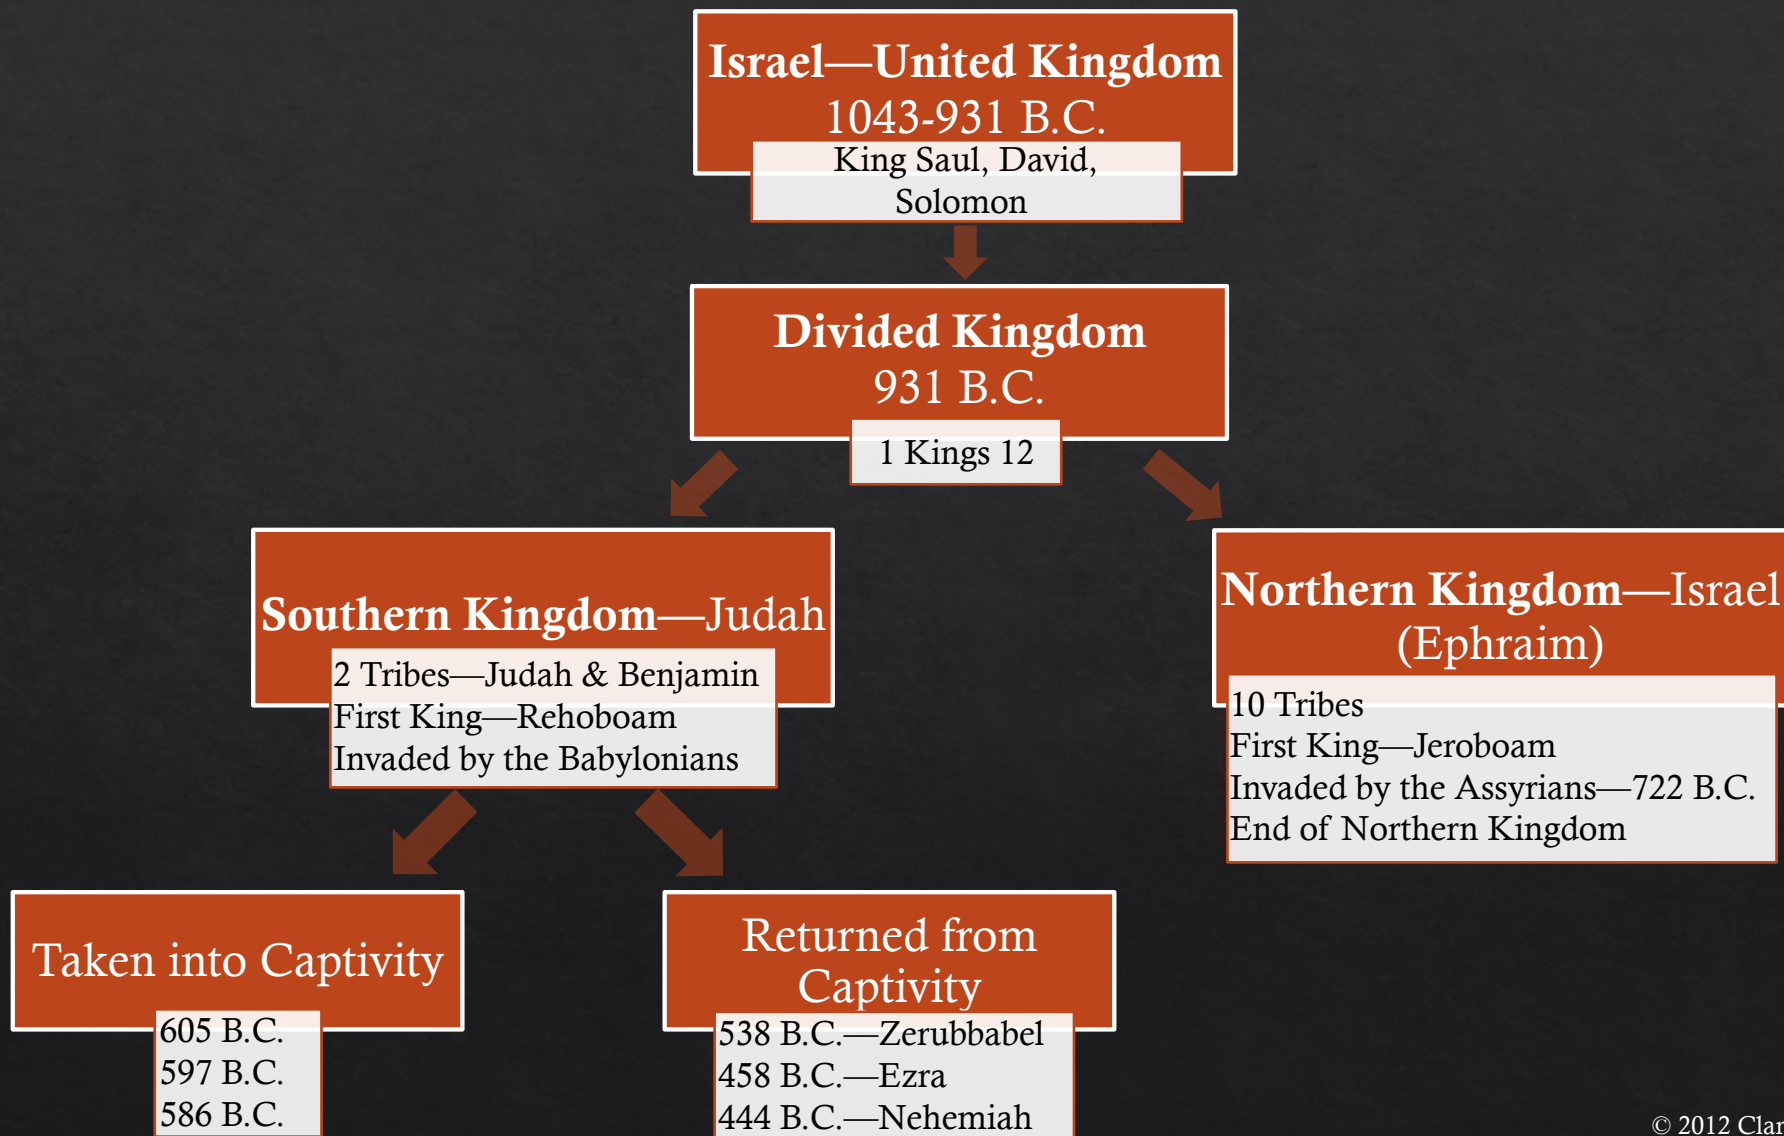 Israel—United Kingdom
1043-931 B.C.
King Saul, David,
Solomon
Divided Kingdom
931 B.C.
1 Kings 12
Southern Kingdom—Judah
2 Tribes—Judah & Benjamin
First King—Rehoboam
Invaded by the Babylonians
Northern Kingdom—Israel
(Ephraim)
10 Tribes
First King—Jeroboam
Invaded by the Assyrians—722 B.C.
End of Northern Kingdom
Taken into Captivity
605 B.C.
597 B.C.
586 B.C.
Returned from
Captivity
538 B.C.—Zerubbabel
458 B.C.—Ezra
444 B.C.—Nehemiah
© 2012